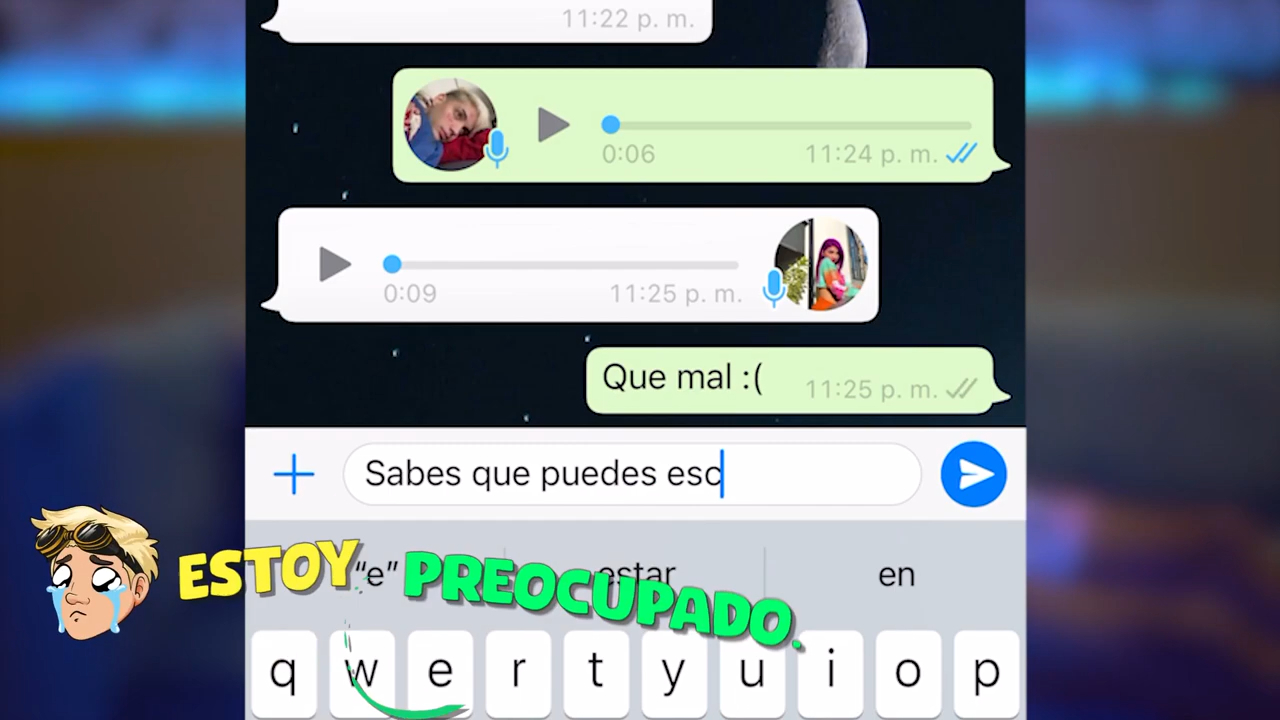 11:22 p. m.
0:06 11:24 p. m.
0:09 11:25 p. m.
Que mal :( 11:25 p. m.
Sabes que puedes esc
“e” estar en
ESTOY PREOCUPADO.
q w e r t y u i o p